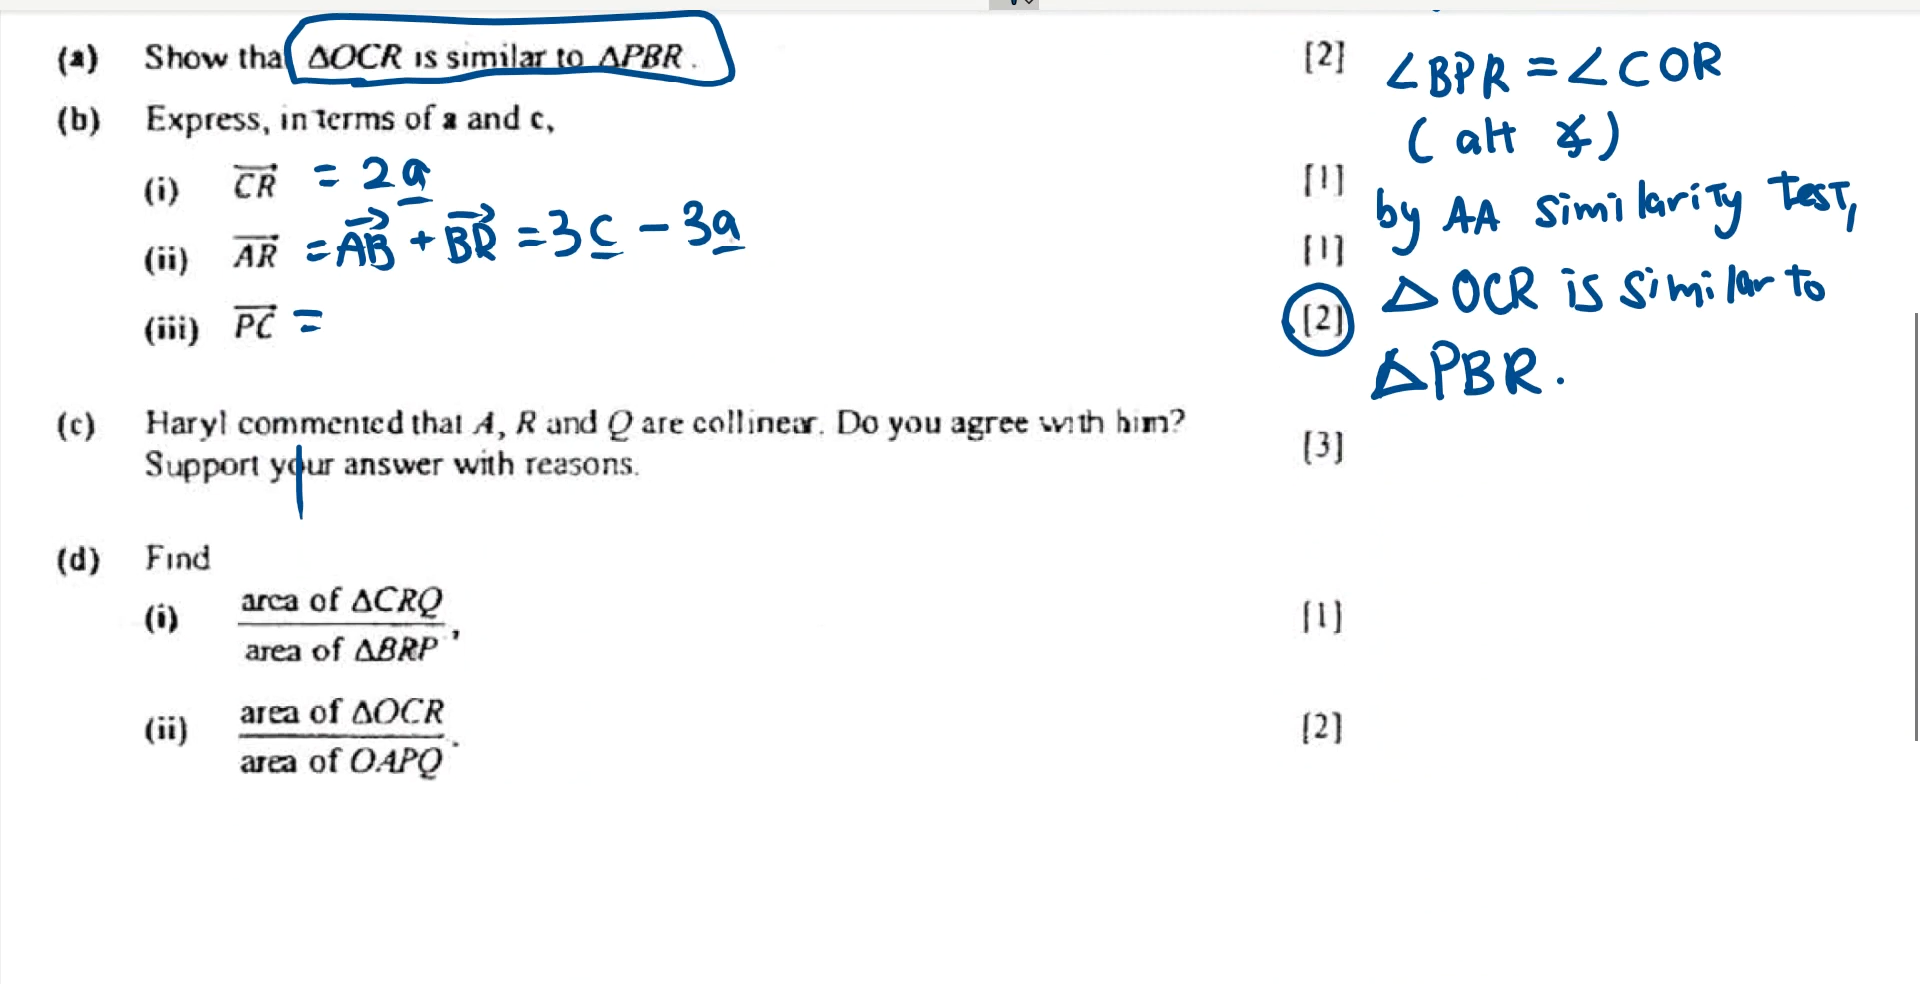 (a) Show tha ΔOCR is similar to ΔPBR. [2]
∠BPR = ∠COR
(alt ∡)
by AA similarity test,
Δ OCR is similar to
ΔPBR.
(b) Express, in terms of a and c,
(i) CR = 2a [1]
(ii) AR = AB + BR = 3c - 3a [1]
(iii) PC = [2]
(c) Haryl commented that A, R and Q are collinear. Do you agree with him?
Support your answer with reasons. [3]
(d) Find
(i) area of ΔCRQ
area of ΔBRP , [1]
(ii) area of ΔOCR
area of OAPQ . [2]